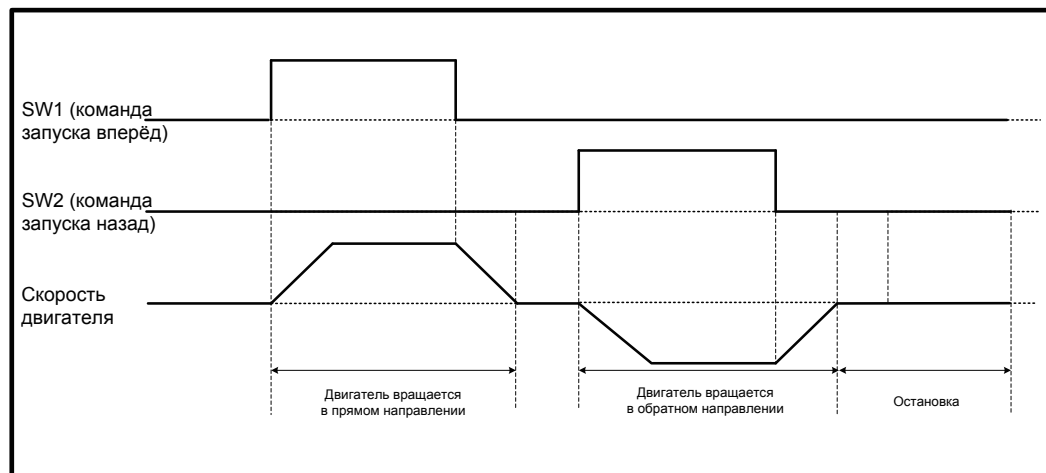 SW1 (команда
запуска вперёд)
SW2 (команда
запуска назад)
Скорость
двигателя
Двигатель вращается
в прямом направлении
Двигатель вращается
в обратном направлении
Остановка